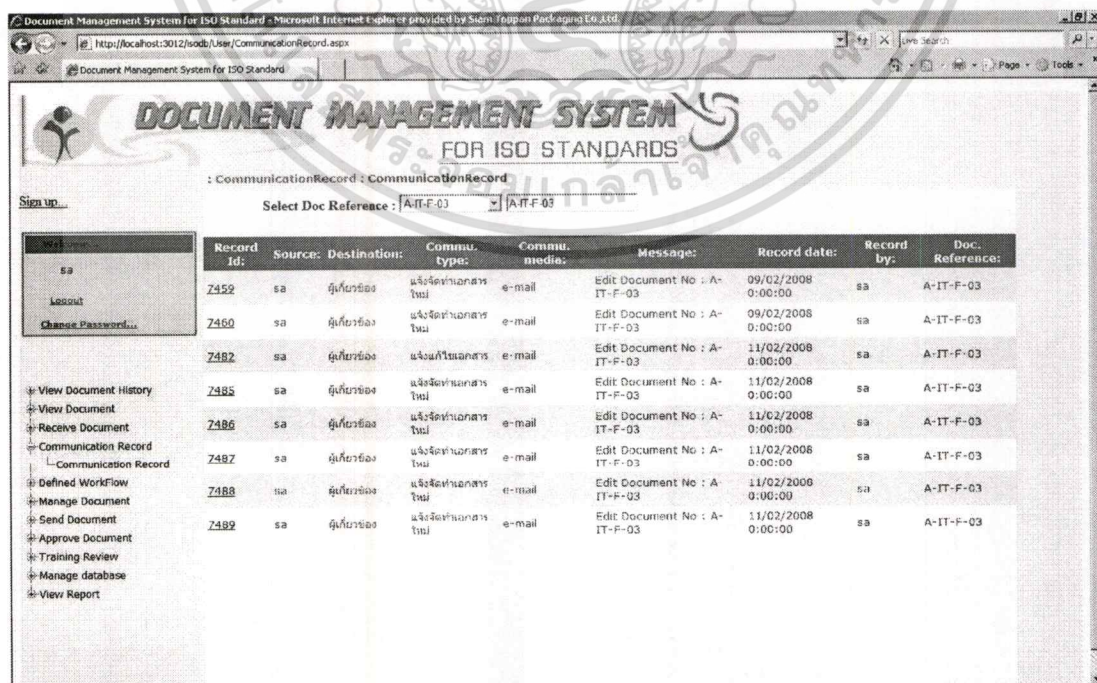 Document Management System for ISO Standard - Microsoft Internet Explorer provided by Siam Toppan Packaging Co.,Ltd.
http://localhost:3012/isodb/User/CommunicationRecord.aspx
Live Search
Document Management System for ISO Standard
Page
Tools
DOCUMENT MANAGEMENT SYSTEM
FOR ISO STANDARDS
: CommunicationRecord : CommunicationRecord
Sign up...
Select Doc Reference : A-IT-F-03 A-IT-F-03
Welcome...
sa
Logout
Change Password...
View Document History
View Document
Receive Document
Communication Record
Communication Record
Defined WorkFlow
Manage Document
Send Document
Approve Document
Training Review
Manage database
View Report
Record Id: Source: Destination: Commu. type: Commu. media: Message: Record date: Record by: Doc. Reference:
7459 sa ผู้เกี่ยวข้อง แจ้งจัดทำเอกสารใหม่ e-mail Edit Document No : A-IT-F-03 09/02/2008 0:00:00 sa A-IT-F-03
7460 sa ผู้เกี่ยวข้อง แจ้งจัดทำเอกสารใหม่ e-mail Edit Document No : A-IT-F-03 09/02/2008 0:00:00 sa A-IT-F-03
7482 sa ผู้เกี่ยวข้อง แจ้งแก้ไขเอกสาร e-mail Edit Document No : A-IT-F-03 11/02/2008 0:00:00 sa A-IT-F-03
7485 sa ผู้เกี่ยวข้อง แจ้งจัดทำเอกสารใหม่ e-mail Edit Document No : A-IT-F-03 11/02/2008 0:00:00 sa A-IT-F-03
7486 sa ผู้เกี่ยวข้อง แจ้งจัดทำเอกสารใหม่ e-mail Edit Document No : A-IT-F-03 11/02/2008 0:00:00 sa A-IT-F-03
7487 sa ผู้เกี่ยวข้อง แจ้งจัดทำเอกสารใหม่ e-mail Edit Document No : A-IT-F-03 11/02/2008 0:00:00 sa A-IT-F-03
7488 sa ผู้เกี่ยวข้อง แจ้งจัดทำเอกสารใหม่ e-mail Edit Document No : A-IT-F-03 11/02/2008 0:00:00 sa A-IT-F-03
7489 sa ผู้เกี่ยวข้อง แจ้งจัดทำเอกสารใหม่ e-mail Edit Document No : A-IT-F-03 11/02/2008 0:00:00 sa A-IT-F-03